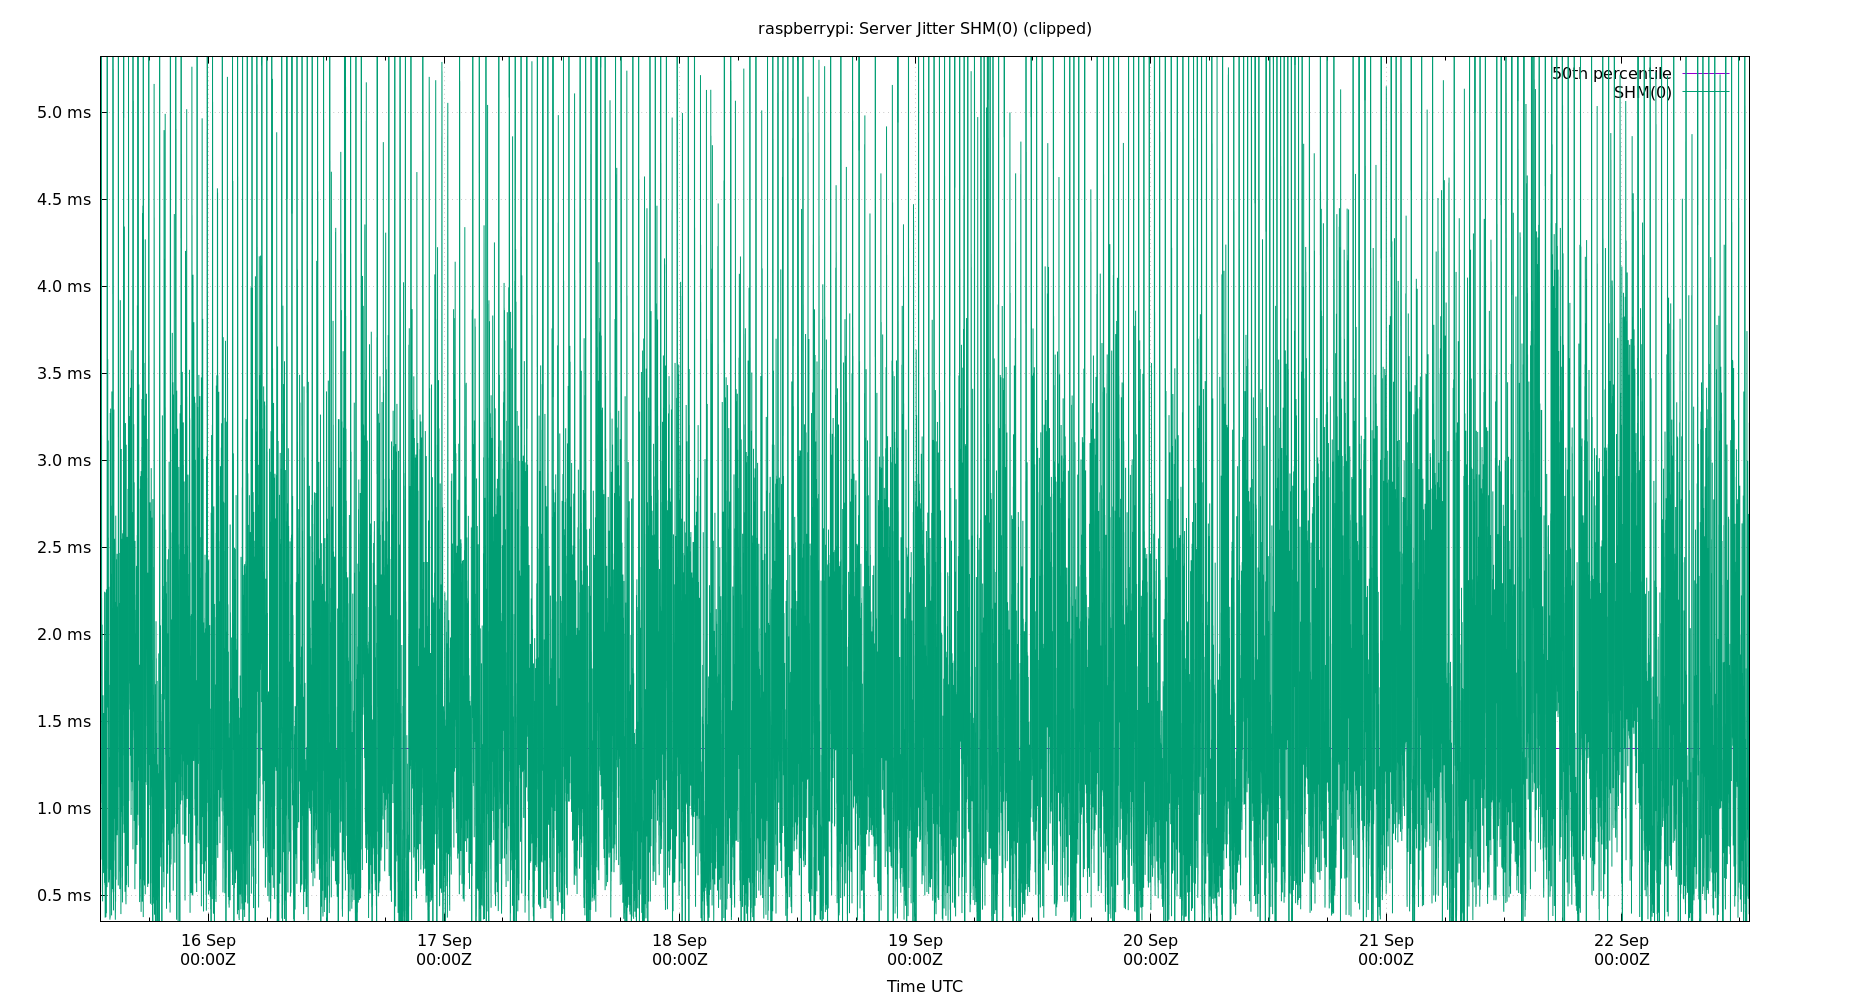 raspberrypi: Server Jitter SHM(0) (clipped)
50th percentile
SHM(0)
5.0 ms
4.5 ms
4.0 ms
3.5 ms
3.0 ms
2.5 ms
2.0 ms
1.5 ms
1.0 ms
0.5 ms
16 Sep 17 Sep 18 Sep 19 Sep 20 Sep 21 Sep 22 Sep
00:00Z 00:00Z 00:00Z 00:00Z 00:00Z 00:00Z 00:00Z
Time UTC